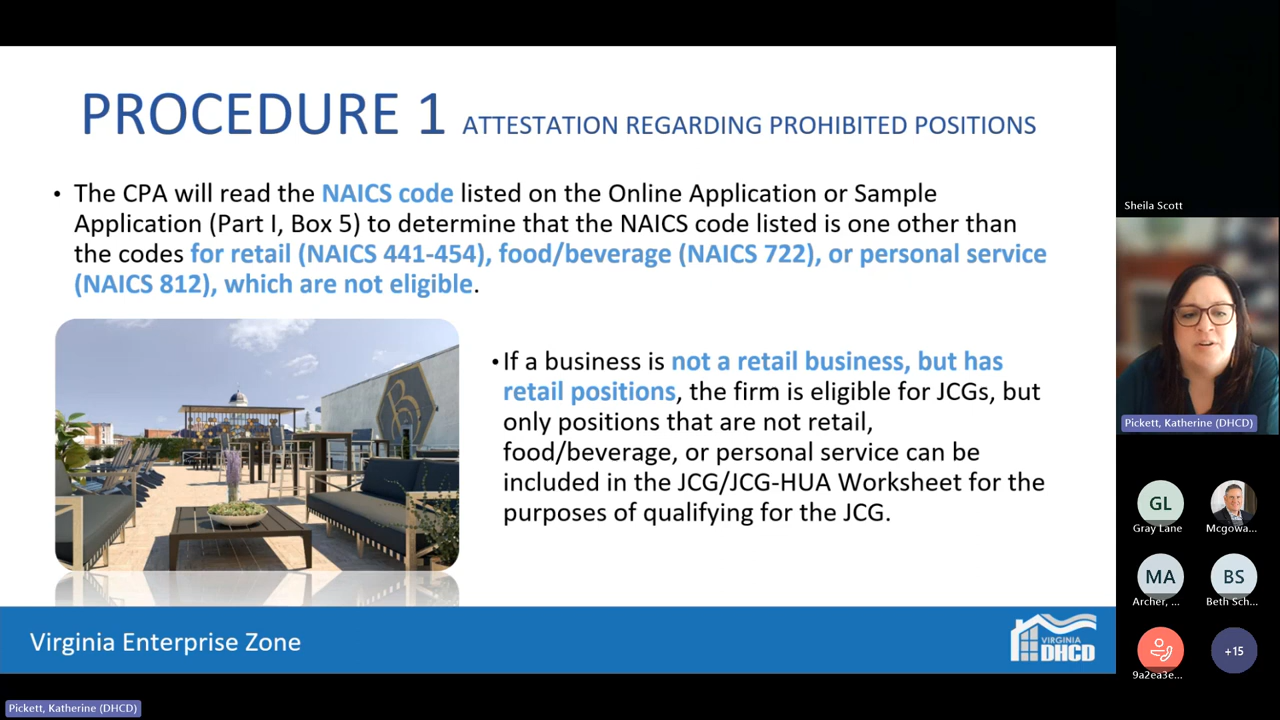 PROCEDURE 1 ATTESTATION REGARDING PROHIBITED POSITIONS
• The CPA will read the NAICS code listed on the Online Application or Sample
Application (Part I, Box 5) to determine that the NAICS code listed is one other than
the codes for retail (NAICS 441-454), food/beverage (NAICS 722), or personal service
(NAICS 812), which are not eligible.
• If a business is not a retail business, but has
retail positions, the firm is eligible for JCGs, but
only positions that are not retail,
food/beverage, or personal service can be
included in the JCG/JCG-HUA Worksheet for the
purposes of qualifying for the JCG.
Virginia Enterprise Zone
VIRGINIA
DHCD
Sheila Scott
Pickett, Katherine (DHCD)
GL
Gray Lane
Mcgowa...
MA
Archer, ...
BS
Beth Sch...
9a2ea3e...
+15
Pickett, Katherine (DHCD)